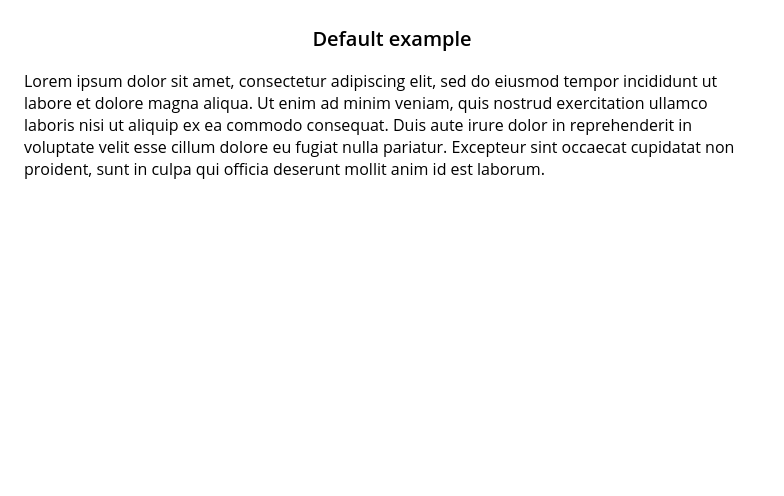 Default example
Lorem ipsum dolor sit amet, consectetur adipiscing elit, sed do eiusmod tempor incididunt ut
labore et dolore magna aliqua. Ut enim ad minim veniam, quis nostrud exercitation ullamco
laboris nisi ut aliquip ex ea commodo consequat. Duis aute irure dolor in reprehenderit in
voluptate velit esse cillum dolore eu fugiat nulla pariatur. Excepteur sint occaecat cupidatat non
proident, sunt in culpa qui officia deserunt mollit anim id est laborum.